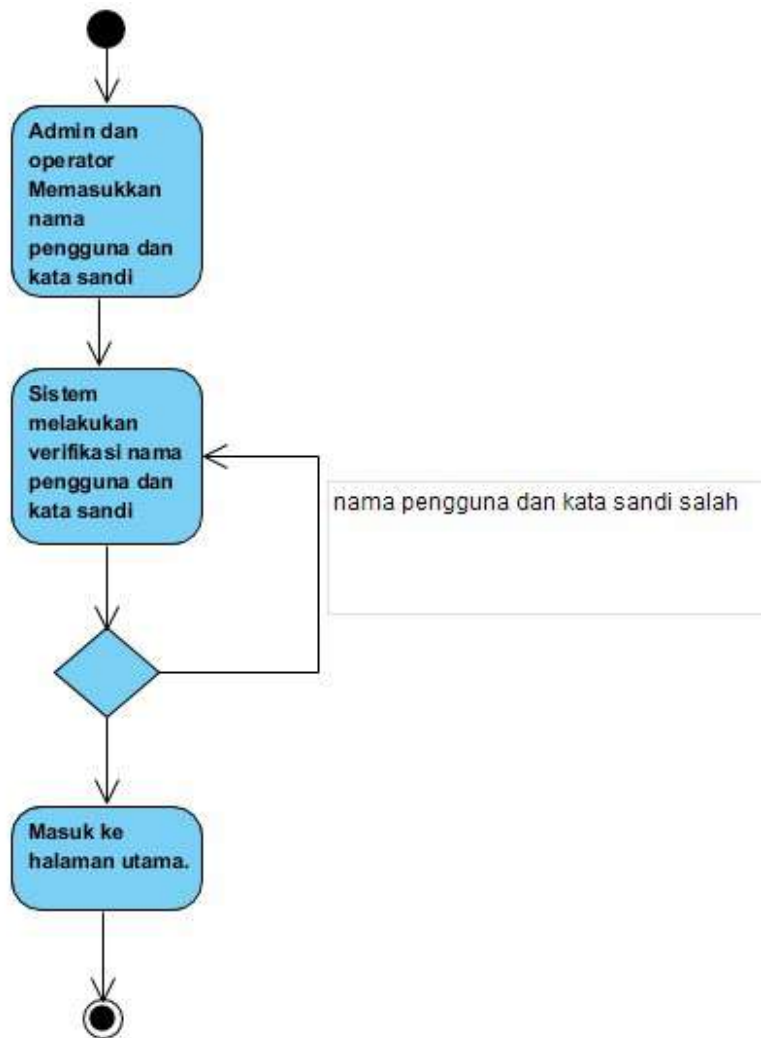 Admin dan
operator
Memasukkan
nama
pengguna dan
kata sandi
Sistem
melakukan
verifikasi nama
pengguna dan
kata sandi
nama pengguna dan kata sandi salah
Masuk ke
halaman utama.